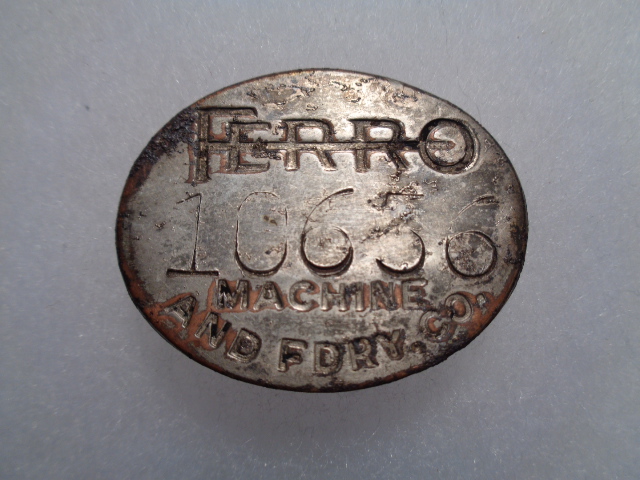 FERRO
10636
MACHINE
AND FDRY. CO.